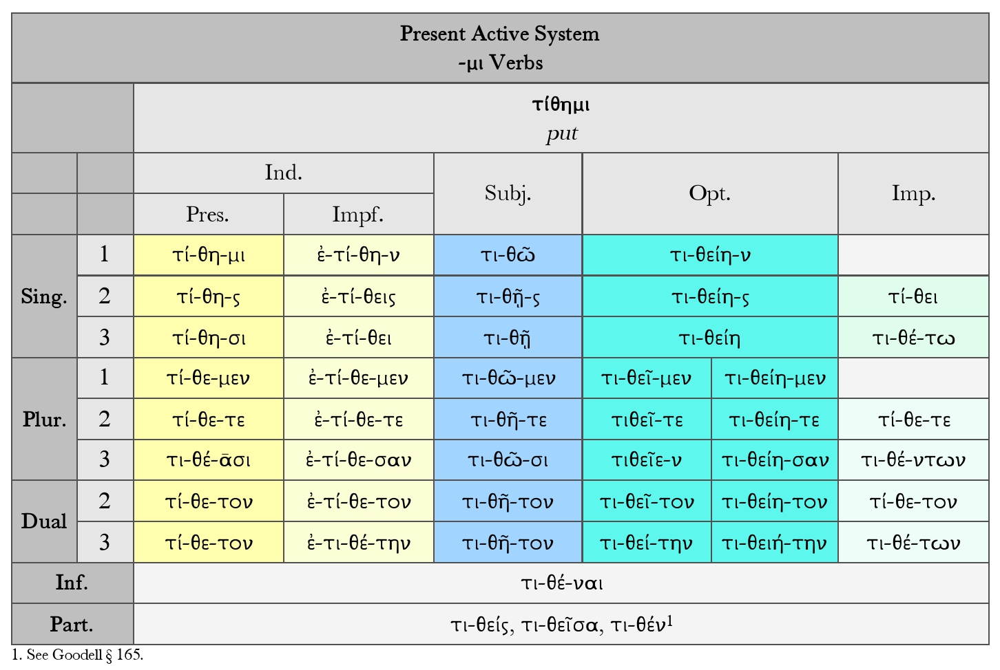 Present Active System
-μι Verbs
τίθημι
put
Ind. Subj. Opt. Imp.
Pres. Impf.
Sing. 1 τί-θη-μι ἐ-τί-θη-ν τι-θῶ τι-θείη-ν
2 τί-θη-ς ἐ-τί-θεις τι-θῇ-ς τι-θείη-ς τί-θει
3 τί-θη-σι ἐ-τί-θει τι-θῇ τι-θείη τι-θέ-τω
Plur. 1 τί-θε-μεν ἐ-τί-θε-μεν τι-θῶ-μεν τι-θεῖ-μεν τι-θείη-μεν
2 τί-θε-τε ἐ-τί-θε-τε τι-θῆ-τε τιθεῖ-τε τι-θείη-τε τί-θε-τε
3 τι-θέ-ᾱσι ἐ-τί-θε-σαν τι-θῶ-σι τιθεῖε-ν τι-θείη-σαν τι-θέ-ντων
Dual 2 τί-θε-τον ἐ-τί-θε-τον τι-θῆ-τον τι-θεῖ-τον τι-θείη-τον τί-θε-τον
3 τί-θε-τον ἐ-τι-θέ-την τι-θῆ-τον τι-θεί-την τι-θειή-την τι-θέ-των
Inf. τι-θέ-ναι
Part. τι-θείς, τι-θεῖσα, τι-θέν1
1. See Goodell § 165.